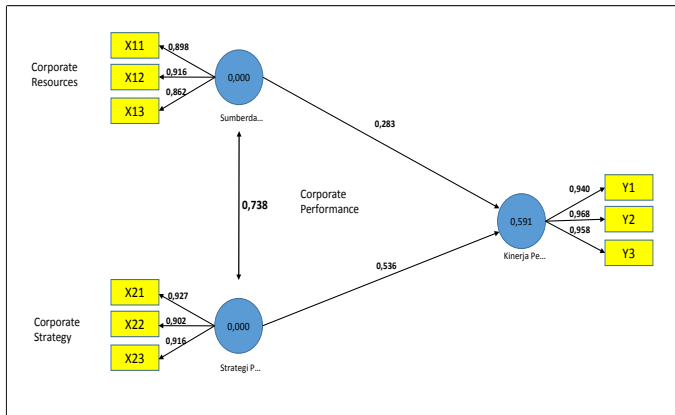 Corporate
Resources
X11
X12
X13
0,898
0,916
0,862
0,000
Sumberda...
0,283
0,738
Corporate
Performance
0,591
Kinerja Pe...
0,940
0,968
0,958
Y1
Y2
Y3
0,536
Corporate
Strategy
X21
X22
X23
0,927
0,902
0,916
0,000
Strategi P...